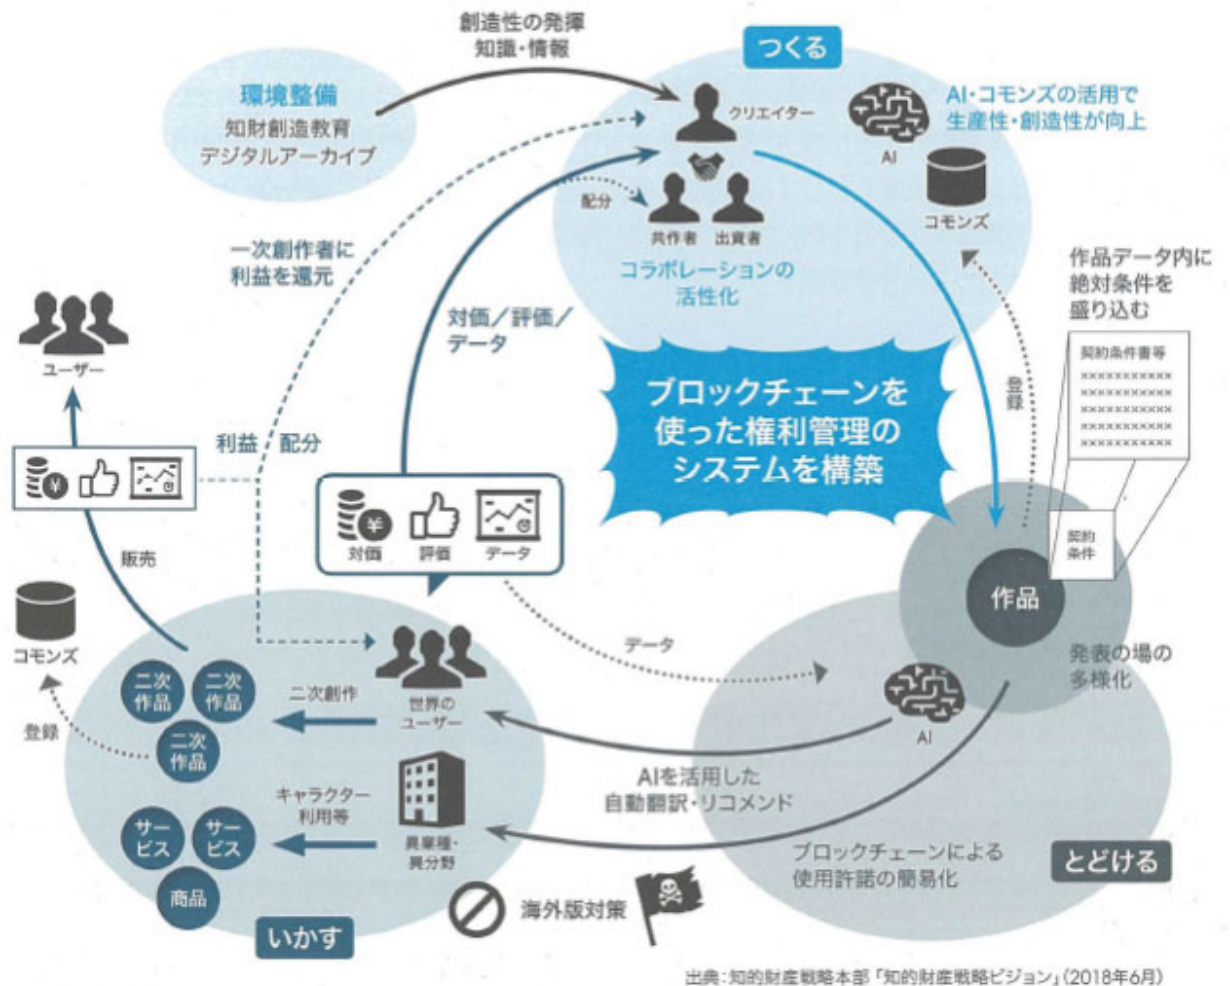 創造性の発揮
知識・情報
つくる
環境整備
知財創造教育
デジタルアーカイブ
クリエイター
AI
AI・コモンズの活用で
生産性・創造性が向上
コモンズ
配分
共作者
出資者
コラボレーションの
活性化
一次創作者に
利益を還元
対価／評価／
データ
作品データ内に
絶対条件を
盛り込む
契約条件書等
×××××××××××
×××××××××××
×××××××××××
×××××××××××
×××××××××××
登録
ユーザー
ブロックチェーンを
使った権利管理の
システムを構築
利益
配分
¥
¥
対価
評価
データ
契約
条件
作品
販売
コモンズ
登録
データ
発表の場の
多様化
二次
作品
二次
作品
二次
作品
二次創作
世界の
ユーザー
AI
AIを活用した
自動翻訳・リコメンド
キャラクター
利用等
異業種・
異分野
サー
ビス
サー
ビス
商品
いかす
海外版対策
ブロックチェーンによる
使用許諾の簡易化
とどける
出典：知的財産戦略本部「知的財産戦略ビジョン」（2018年6月）